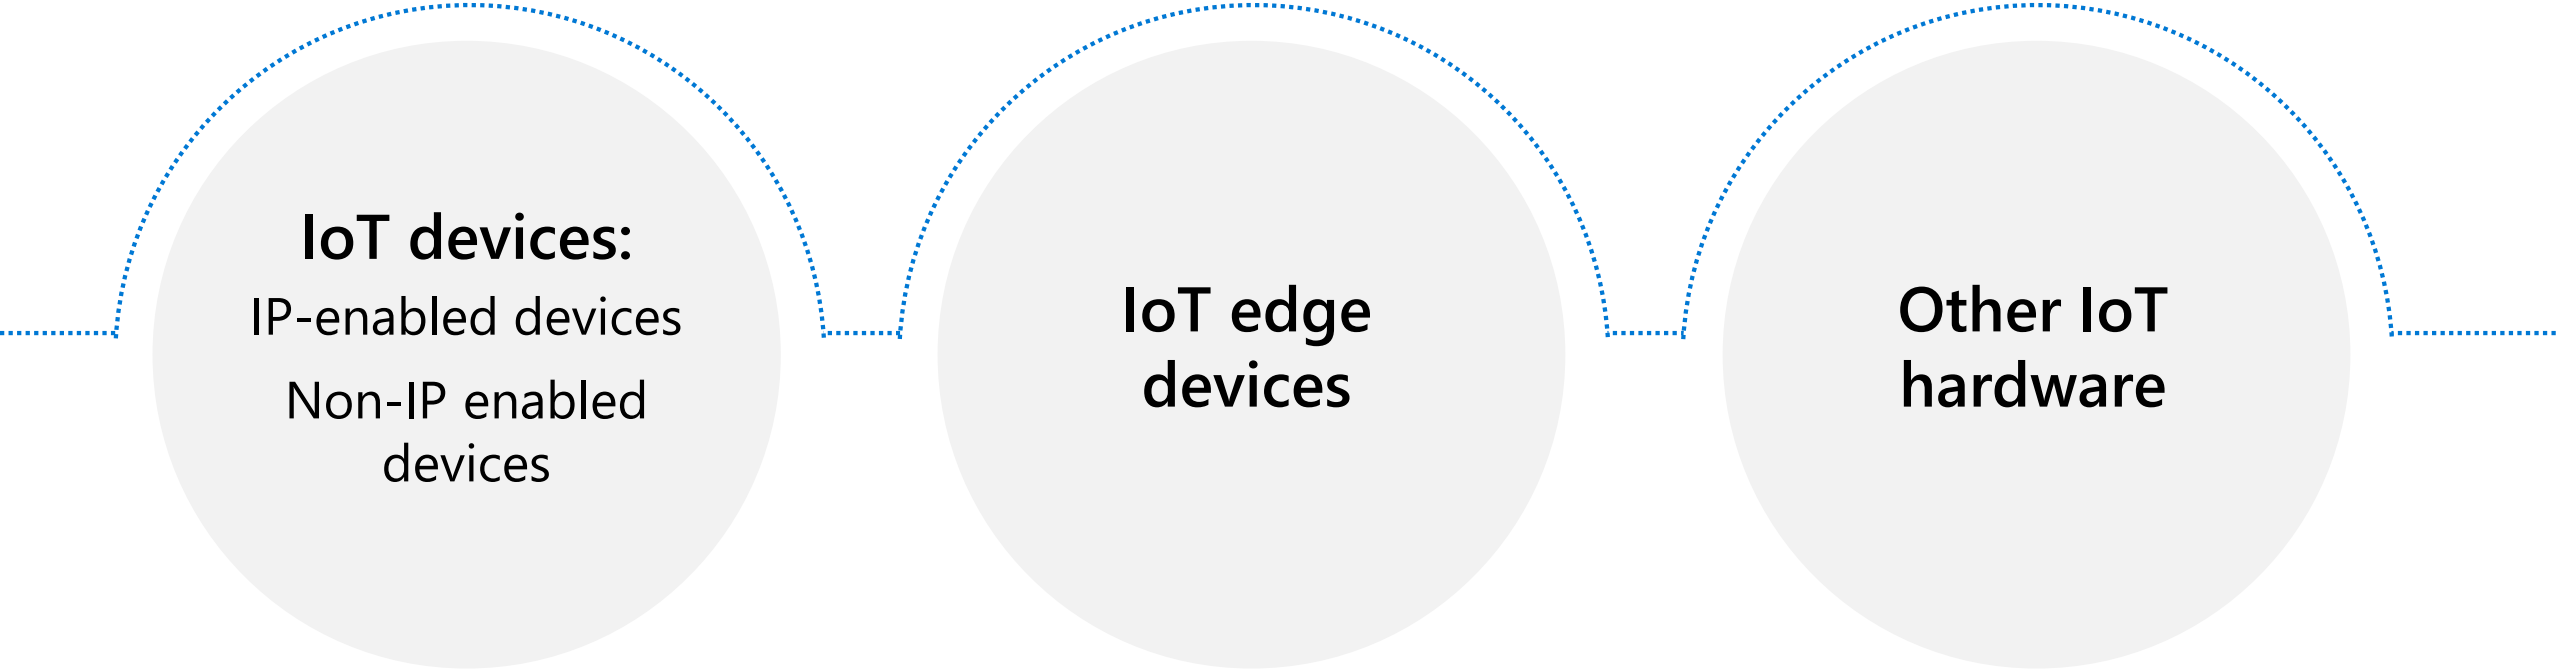 IoT devices:
IP-enabled devices
Non-IP enabled
devices
IoT edge
devices
Other IoT
hardware